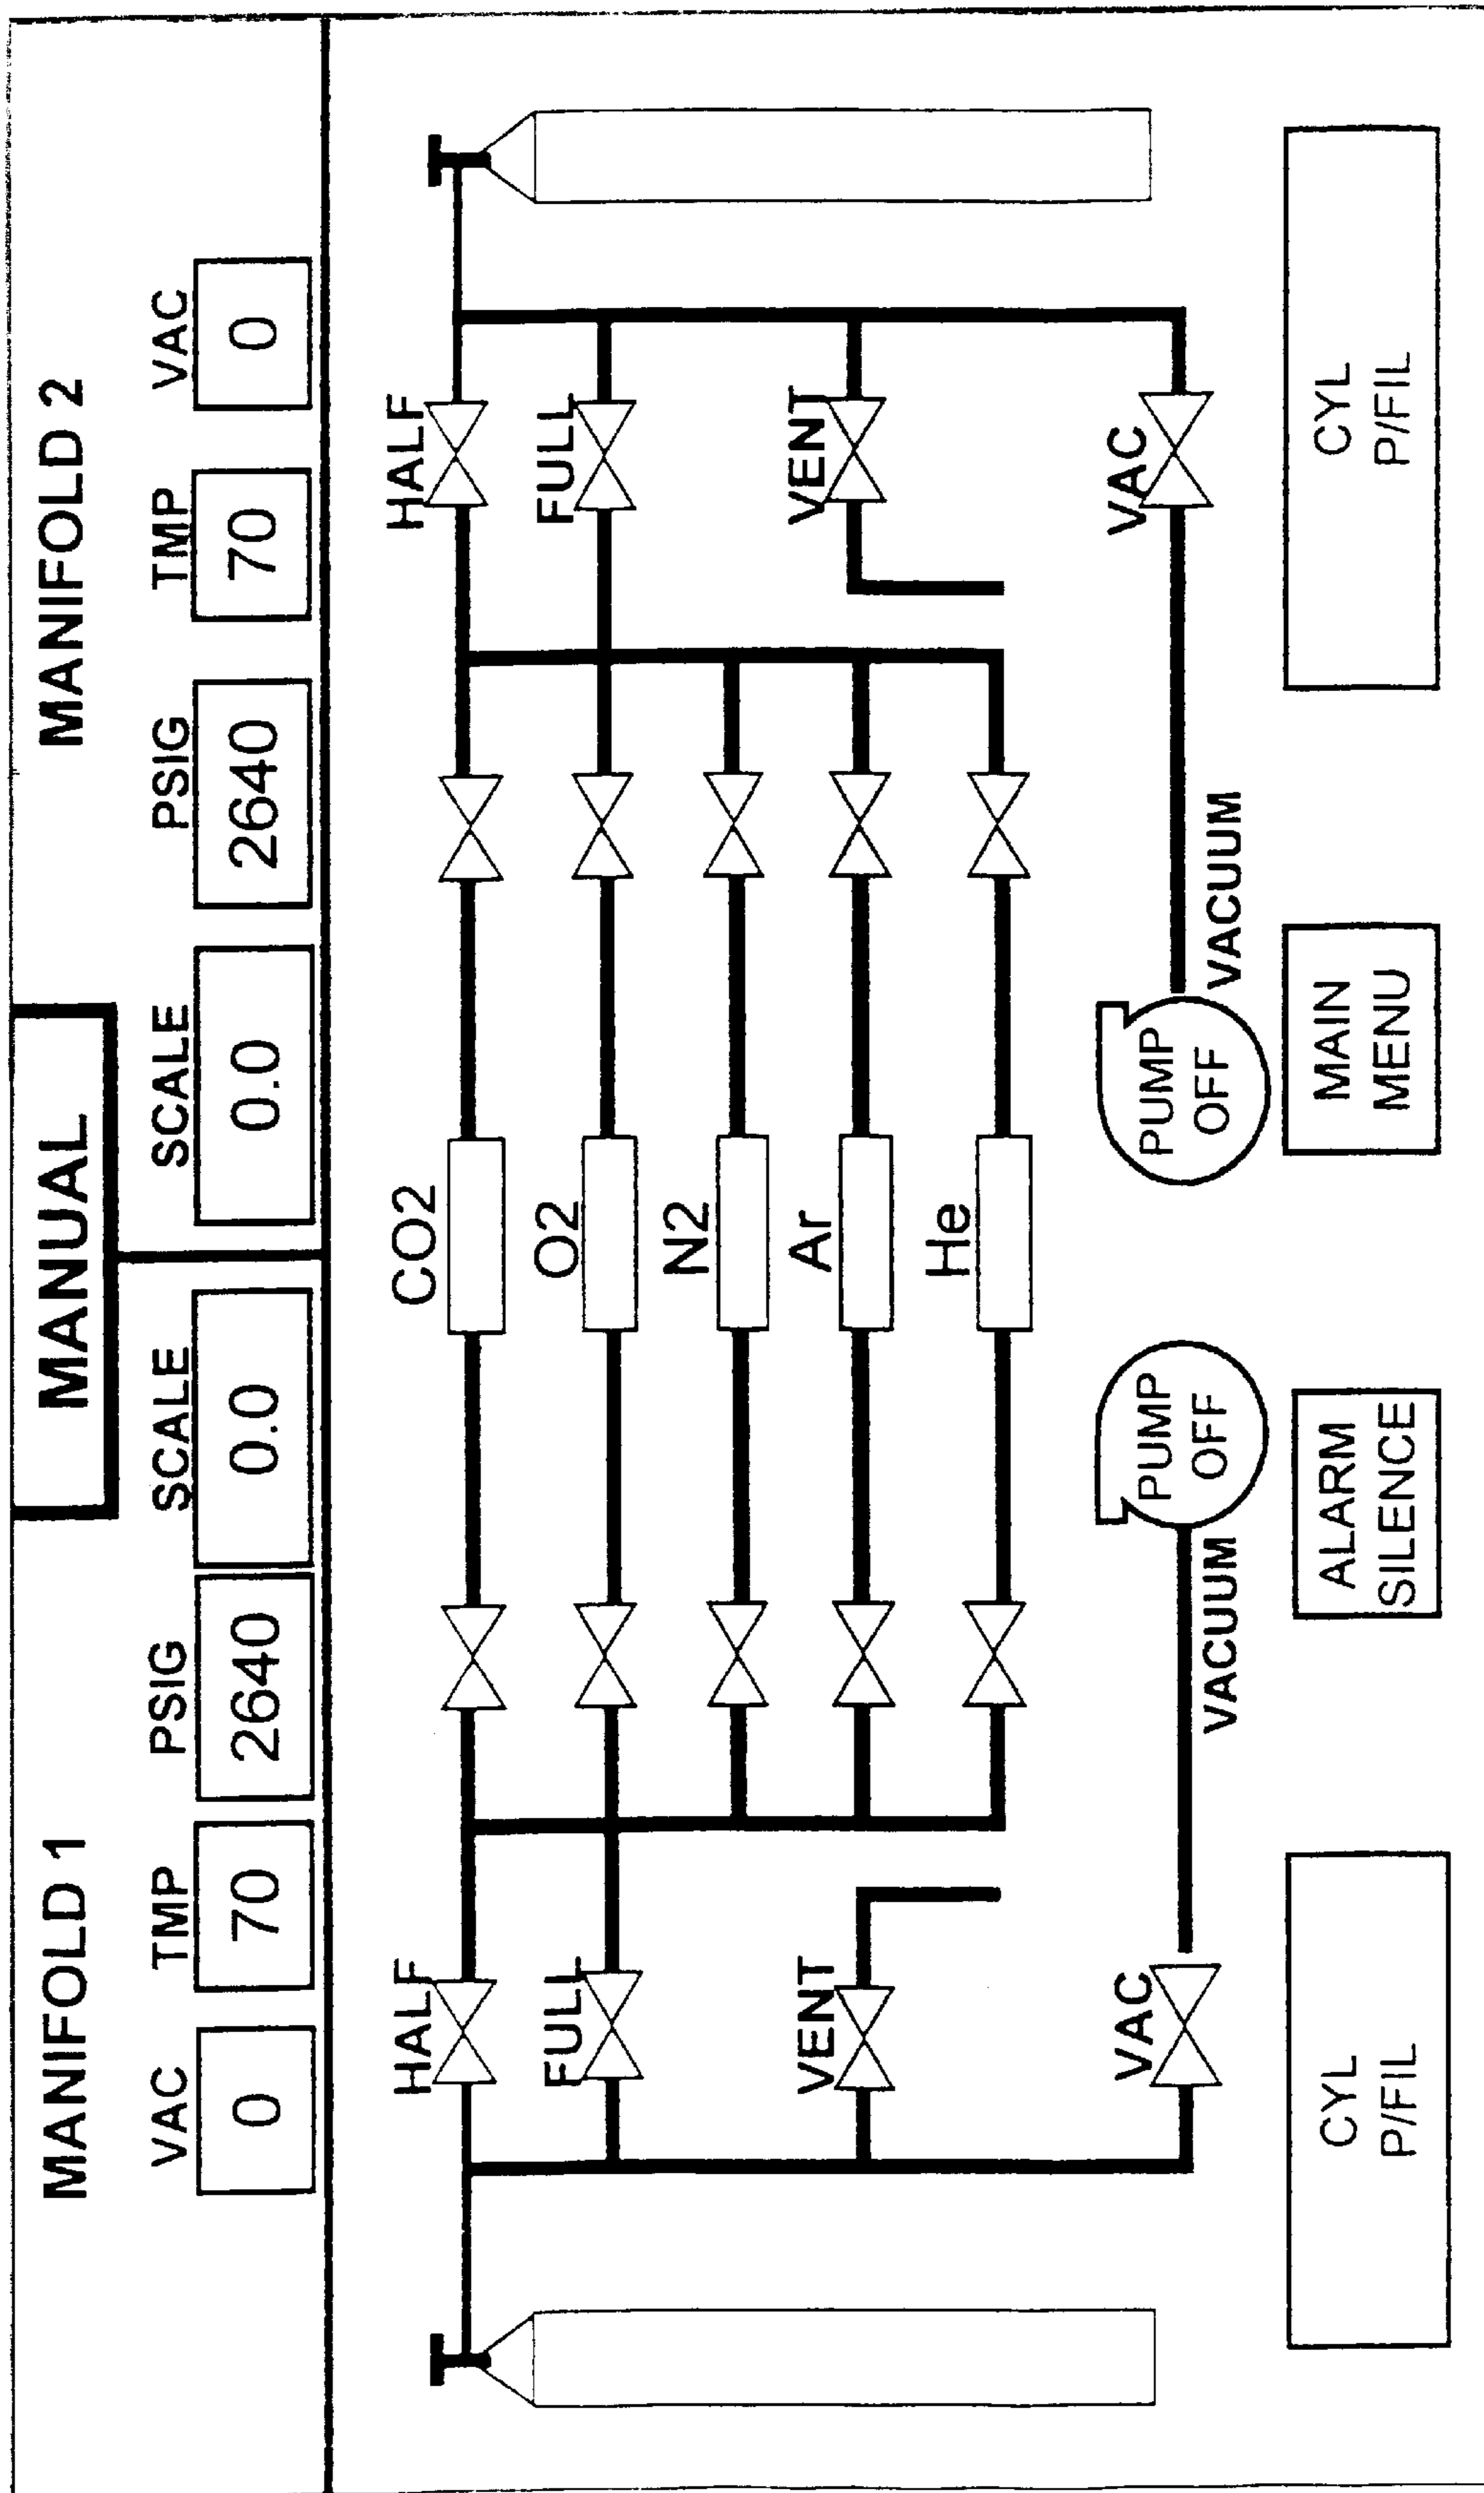 MANUAL
MANIFOLD 1
MANIFOLD 2
VAC
TMP
PSIG
SCALE
SCALE
PSIG
TMP
VAC
0
70
2640
0.0
0.0
2640
70
0
HALF
CO2
HALF
FULL
O2
FULL
N2
VENT
Ar
VENT
He
VAC
PUMP
OFF
PUMP
OFF
VAC
VACUUM
VACUUM
CYL
P/FIL
ALARM
SILENCE
MAIN
MENU
CYL
P/FIL